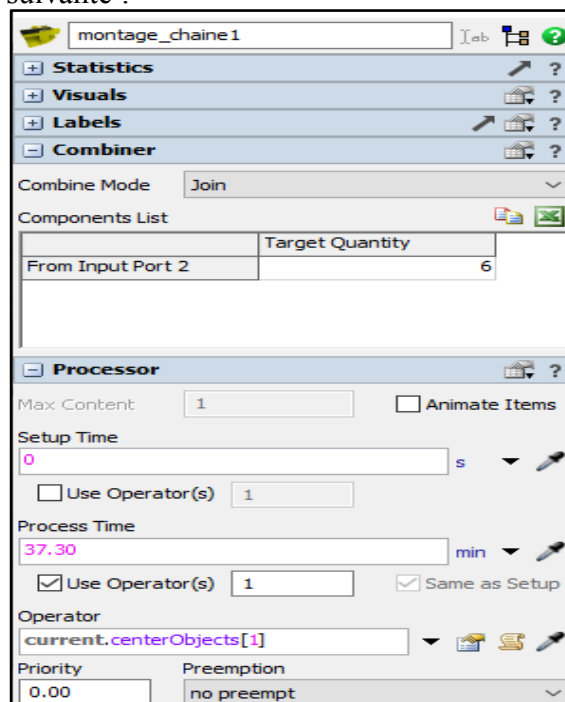 suivante :
montage_chaine1 Iab ?
+ Statistics ?
+ Visuals ?
+ Labels ?
- Combiner ?
Combine Mode Join
Components List
Target Quantity
From Input Port 2 6
- Processor ?
Max Content 1 Animate Items
Setup Time
0 s
Use Operator(s) 1
Process Time
37.30 min
Use Operator(s) 1 Same as Setup
Operator
current.centerObjects[1]
Priority Preemption
0.00 no preempt